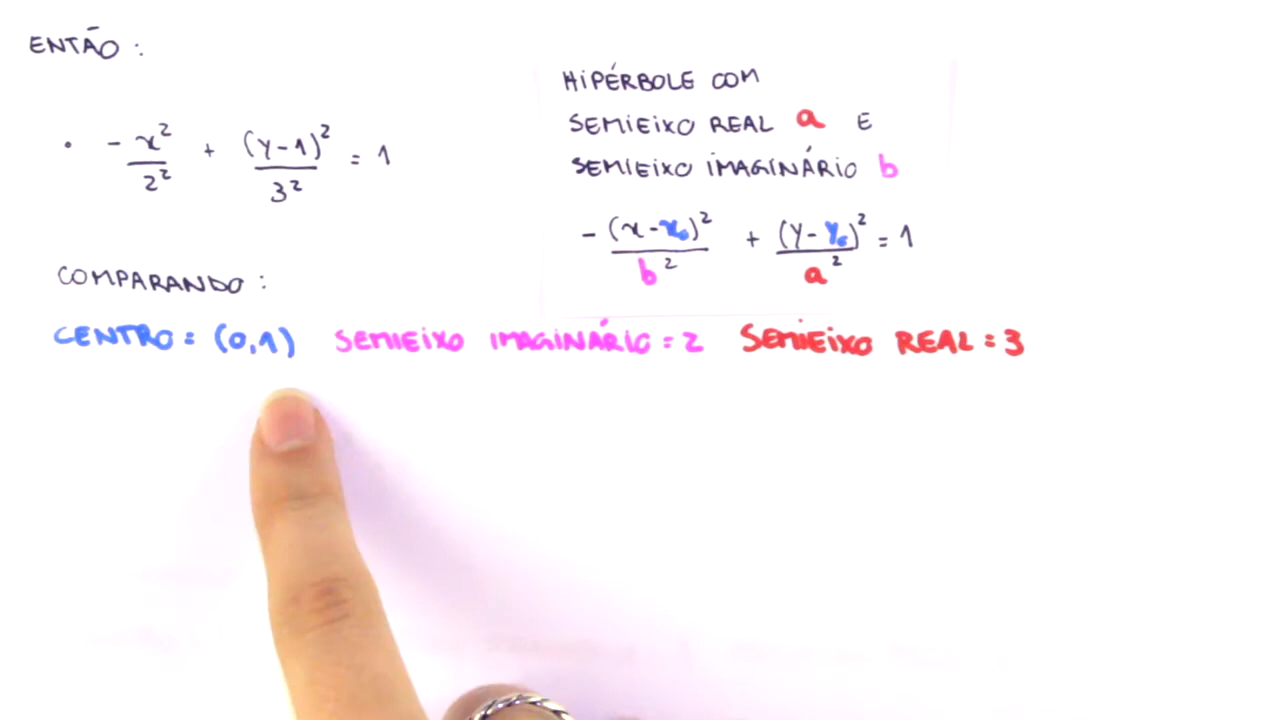 ENTÃO :
• - x²/2² + (y-1)²/3² = 1
HIPÉRBOLE COM
SEMIEIXO REAL a E
SEMIEIXO IMAGINÁRIO b
- (x-x₀)²/b² + (y-y₀)²/a² = 1
COMPARANDO :
CENTRO = (0,1) SEMIEIXO IMAGINÁRIO = 2 SEMIEIXO REAL = 3